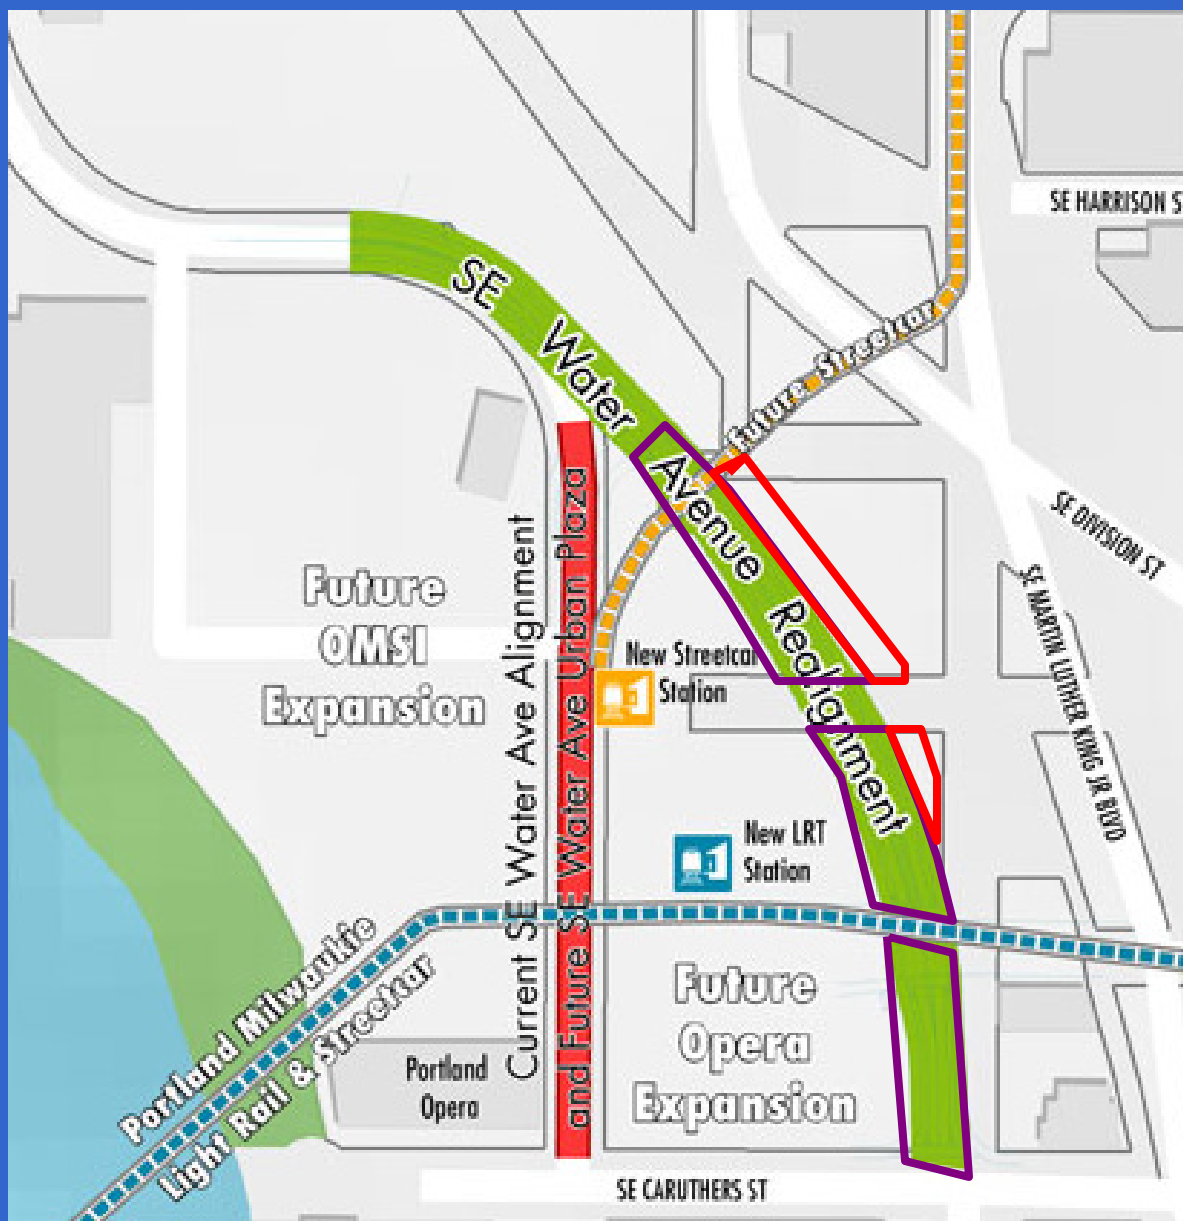 SE HARRISON S
SE Water
Avenue Realignment
Future Streetcar
SE DIVISION ST
SE MARTIN LUTHER KING JR BLVD
Future
OMSI
Expansion
Current SE Water Ave Alignment
and Future SE Water Ave Urban Plaza
New Streetcar
Station
New LRT
Station
Portland Milwaukie
Light Rail & Streetcar
Portland
Opera
Future
Opera
Expansion
SE CARUTHERS ST